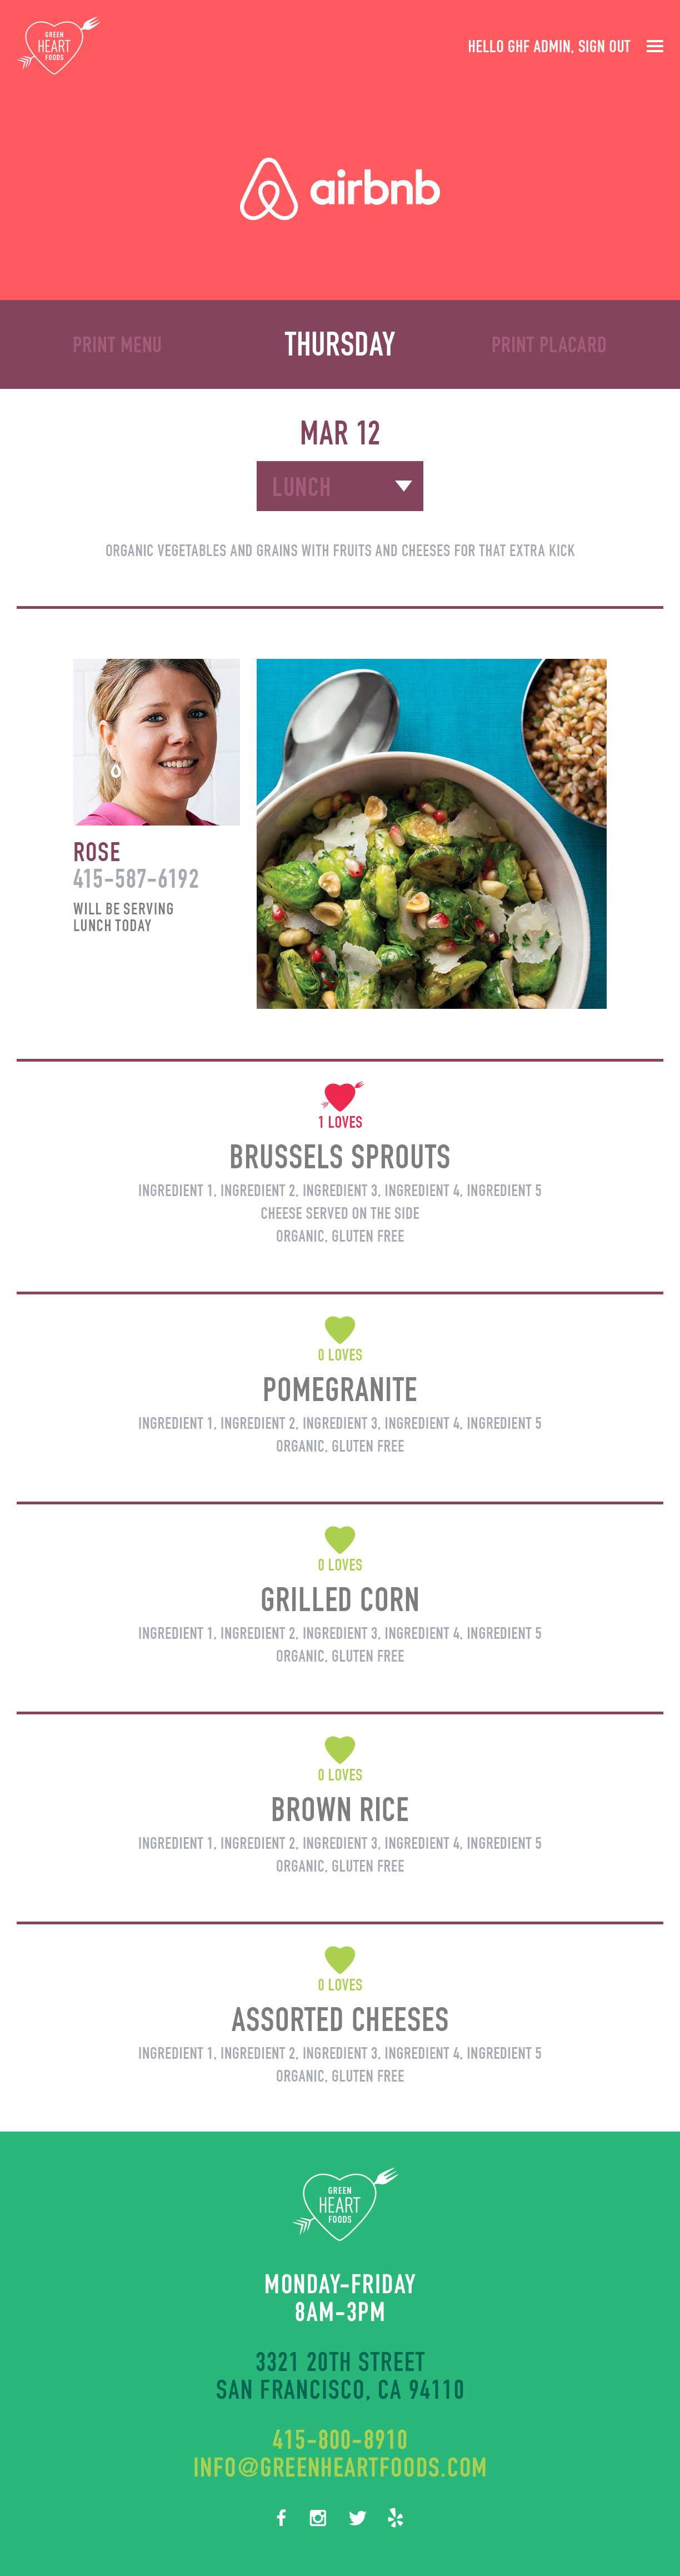 GREEN
HEART
FOODS
HELLO GHF ADMIN, SIGN OUT
airbnb
PRINT MENU
THURSDAY
PRINT PLACARD
MAR 12
LUNCH
ORGANIC VEGETABLES AND GRAINS WITH FRUITS AND CHEESES FOR THAT EXTRA KICK
ROSE
415-587-6192
WILL BE SERVING
LUNCH TODAY
1 LOVES
BRUSSELS SPROUTS
INGREDIENT 1, INGREDIENT 2, INGREDIENT 3, INGREDIENT 4, INGREDIENT 5
CHEESE SERVED ON THE SIDE
ORGANIC, GLUTEN FREE
0 LOVES
POMEGRANITE
INGREDIENT 1, INGREDIENT 2, INGREDIENT 3, INGREDIENT 4, INGREDIENT 5
ORGANIC, GLUTEN FREE
0 LOVES
GRILLED CORN
INGREDIENT 1, INGREDIENT 2, INGREDIENT 3, INGREDIENT 4, INGREDIENT 5
ORGANIC, GLUTEN FREE
0 LOVES
BROWN RICE
INGREDIENT 1, INGREDIENT 2, INGREDIENT 3, INGREDIENT 4, INGREDIENT 5
ORGANIC, GLUTEN FREE
0 LOVES
ASSORTED CHEESES
INGREDIENT 1, INGREDIENT 2, INGREDIENT 3, INGREDIENT 4, INGREDIENT 5
ORGANIC, GLUTEN FREE
GREEN
HEART
FOODS
MONDAY-FRIDAY
8AM-3PM
3321 20TH STREET
SAN FRANCISCO, CA 94110
415-800-8910
INFO@GREENHEARTFOODS.COM